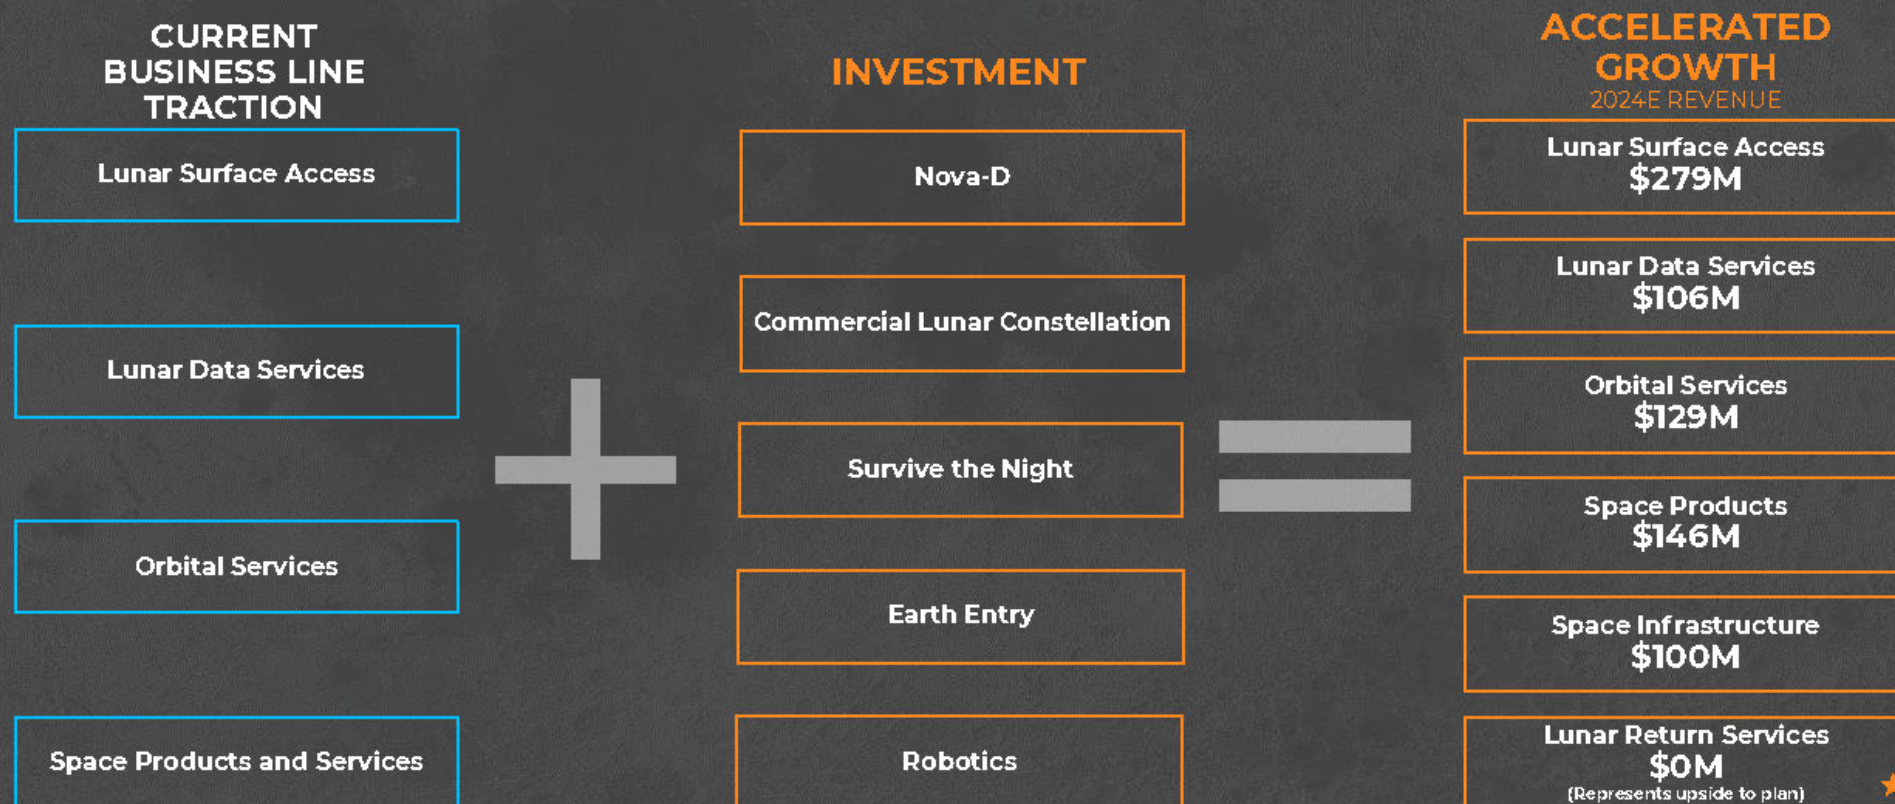 CURRENT
BUSINESS LINE
TRACTION
Lunar Surface Access
Lunar Data Services
Orbital Services
Space Products and Services
INVESTMENT
Nova-D
Commercial Lunar Constellation
Survive the Night
Earth Entry
Robotics
ACCELERATED
GROWTH
2024E REVENUE
Lunar Surface Access
$279M
Lunar Data Services
$106M
Orbital Services
$129M
Space Products
$146M
Space Infrastructure
$100M
Lunar Return Services
$0M
(Represents upside to plan)